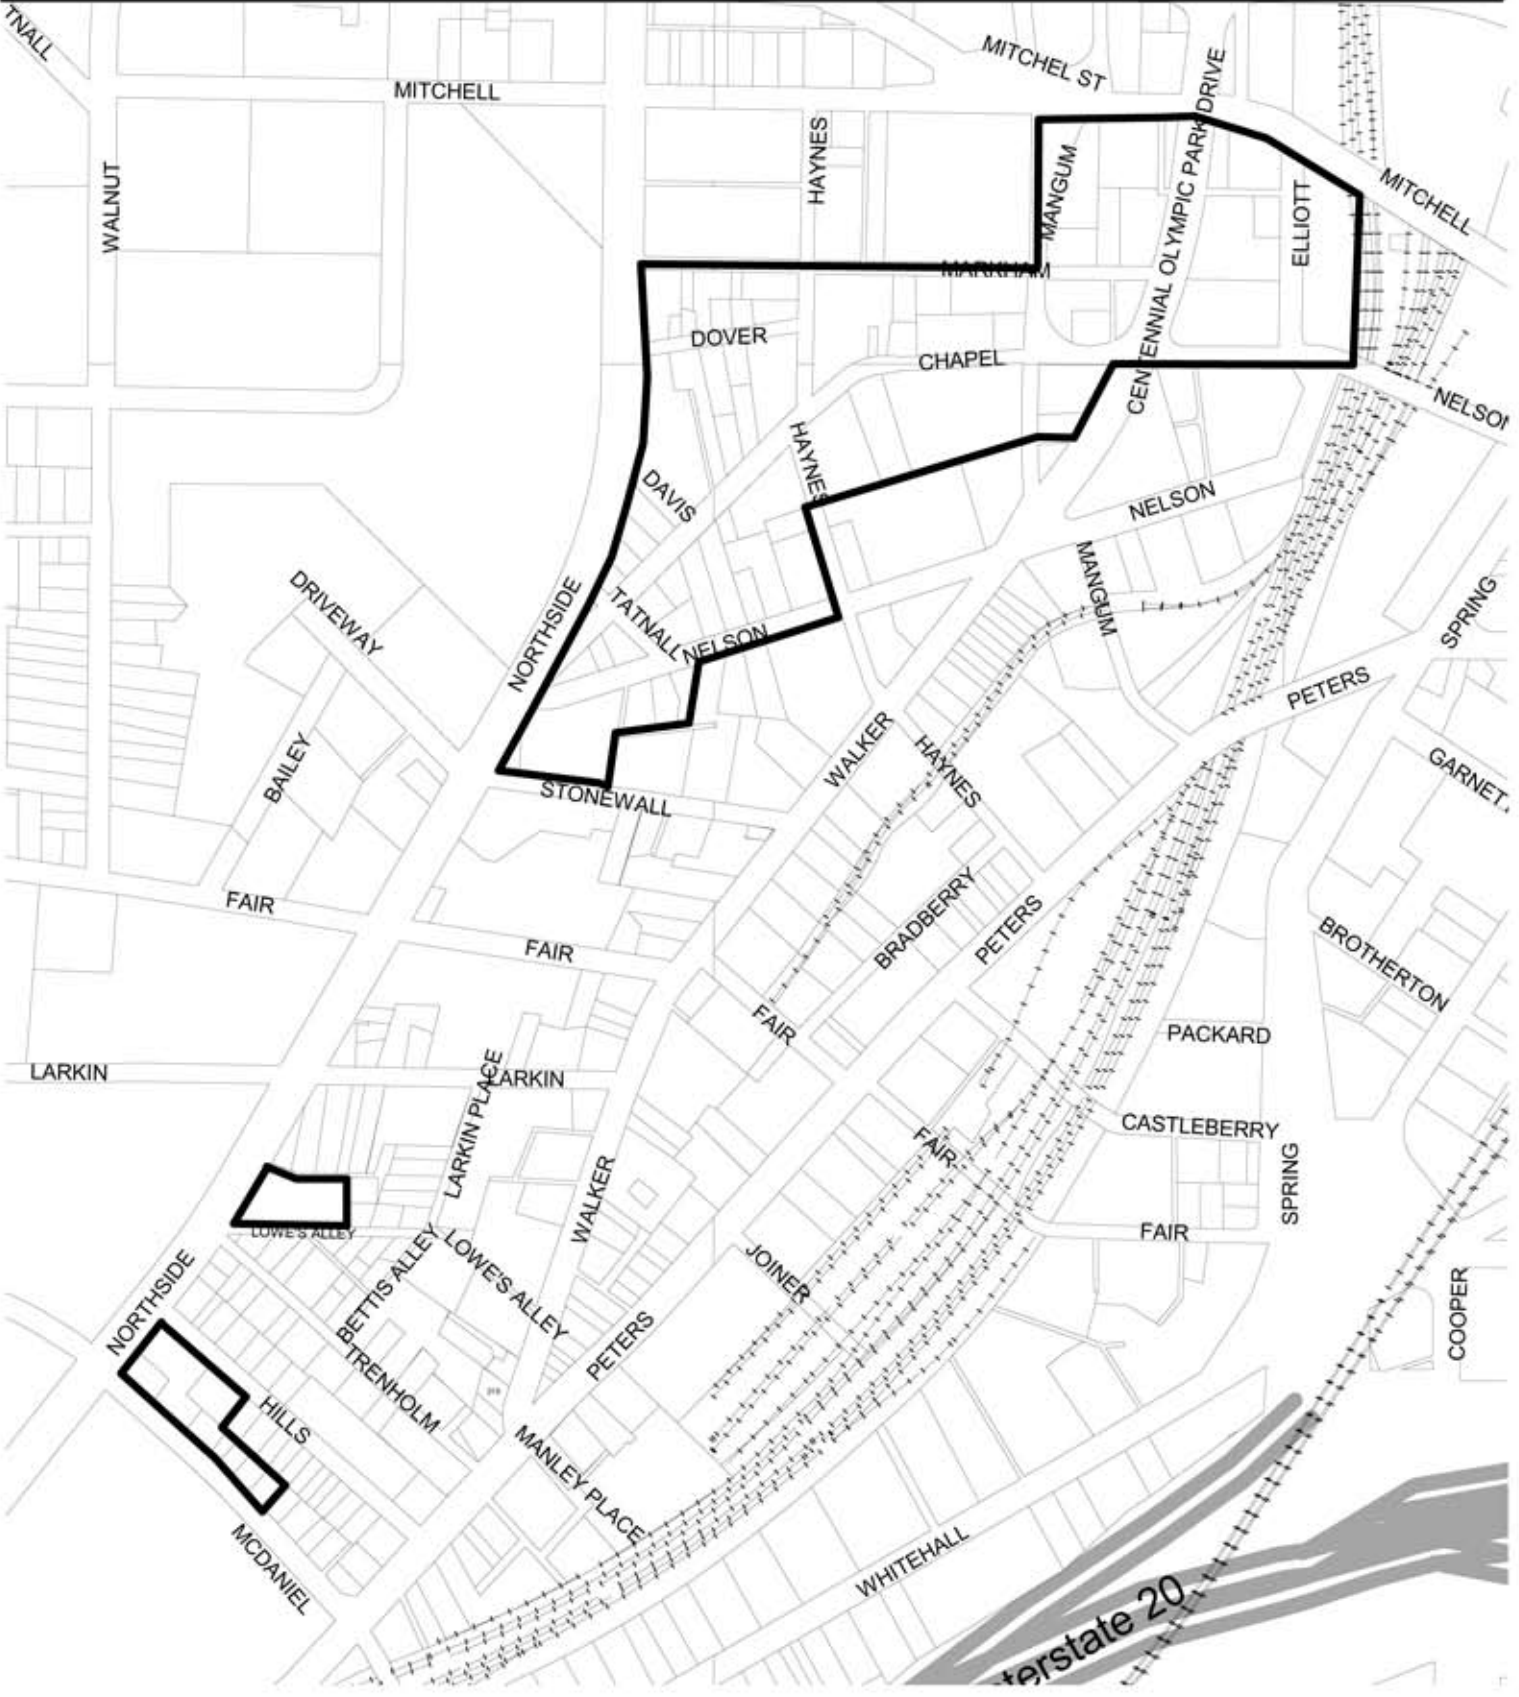 TNALL
MITCHEL ST
MITCHELL
CENTENNIAL OLYMPIC PARK DRIVE
HAYNES
MANGUM
WALNUT
MITCHELL
ELLIOTT
MARKHAM
DOVER
CHAPEL
NELSON
HAYNES
DAVIS
NELSON
MANGUM
DRIVEWAY
NORTHSIDE
TATNALL
NELSON
SPRING
PETERS
BAILEY
WALKER
HAYNES
GARNET
STONEWALL
FAIR
FAIR
BRADBERRY
PETERS
BROTHERTON
FAIR
PACKARD
LARKIN
LARKIN
LARKIN PLACE
CASTLEBERRY
FAIR
WALKER
SPRING
LOWE'S ALLEY
FAIR
NORTHSIDE
BETTIS ALLEY
LOWE'S ALLEY
JOINER
COOPER
PETERS
TRENHOLM
HILLS
MANLEY PLACE
MCDANIEL
WHITEHALL
terstate 20